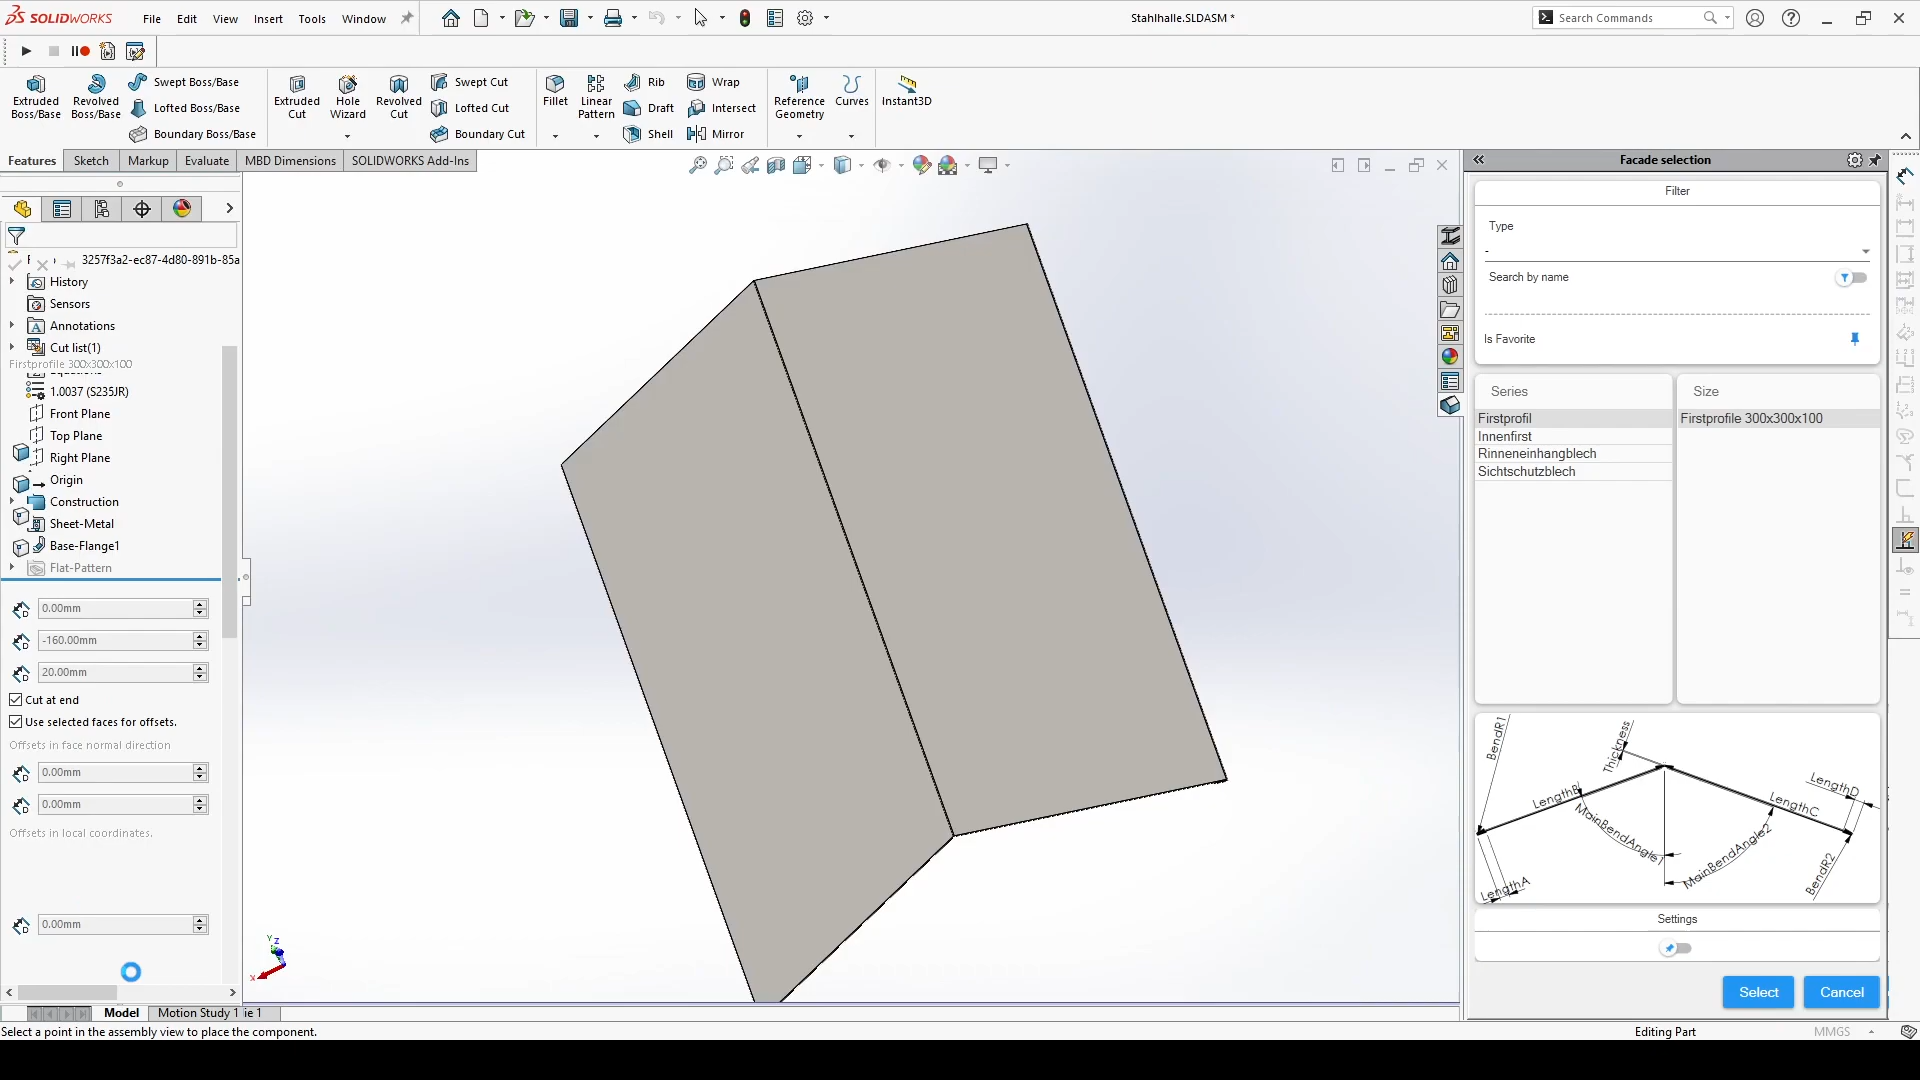 SOLIDWORKS
File Edit View Insert Tools Window
Stahlhalle.SLDASM *
Search Commands
Extruded Boss/Base
Revolved Boss/Base
Swept Boss/Base
Lofted Boss/Base
Boundary Boss/Base
Extruded Cut
Hole Wizard
Revolved Cut
Swept Cut
Lofted Cut
Boundary Cut
Fillet
Linear Pattern
Rib
Draft
Shell
Wrap
Intersect
Mirror
Reference Geometry
Curves
Instant3D
Features Sketch Markup Evaluate MBD Dimensions SOLIDWORKS Add-Ins
3257f3a2-ec87-4d80-891b-85a
History
Sensors
Annotations
Cut list(1)
Firstprofile 300x300x100
Equations
1.0037 (S235JR)
Front Plane
Top Plane
Right Plane
Origin
Construction
Sheet-Metal
Base-Flange1
Flat-Pattern
0.00mm
-160.00mm
20.00mm
Cut at end
Use selected faces for offsets.
Offsets in face normal direction
0.00mm
0.00mm
Offsets in local coordinates.
0.00mm
Y
Z
X
Model Motion Study 1 ie 1
Select a point in the assembly view to place the component.
Editing Part
MMGS
Facade selection
Filter
Type
-
Search by name
Is Favorite
Series
Firstprofil
Innenfirst
Rinneneinhangblech
Sichtschutzblech
Size
Firstprofile 300x300x100
BendR1
Thickness
LengthB
LengthD
LengthC
MainBendAngle1
MainBendAngle2
LengthA
BendR2
Settings
Select Cancel